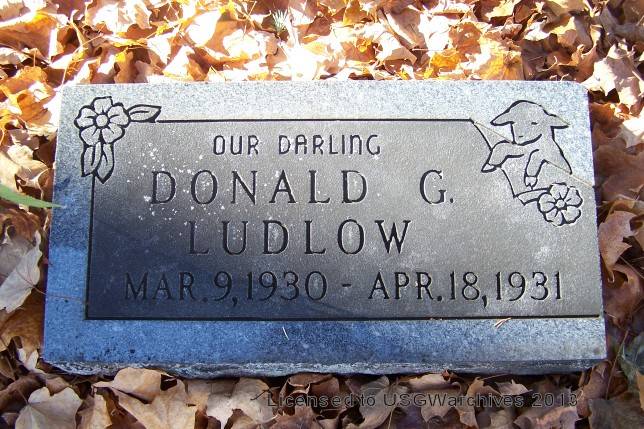 OUR DARLING
DONALD G.
LUDLOW
MAR. 9, 1930 - APR. 18, 1931
Licensed to USGWarchives 2013